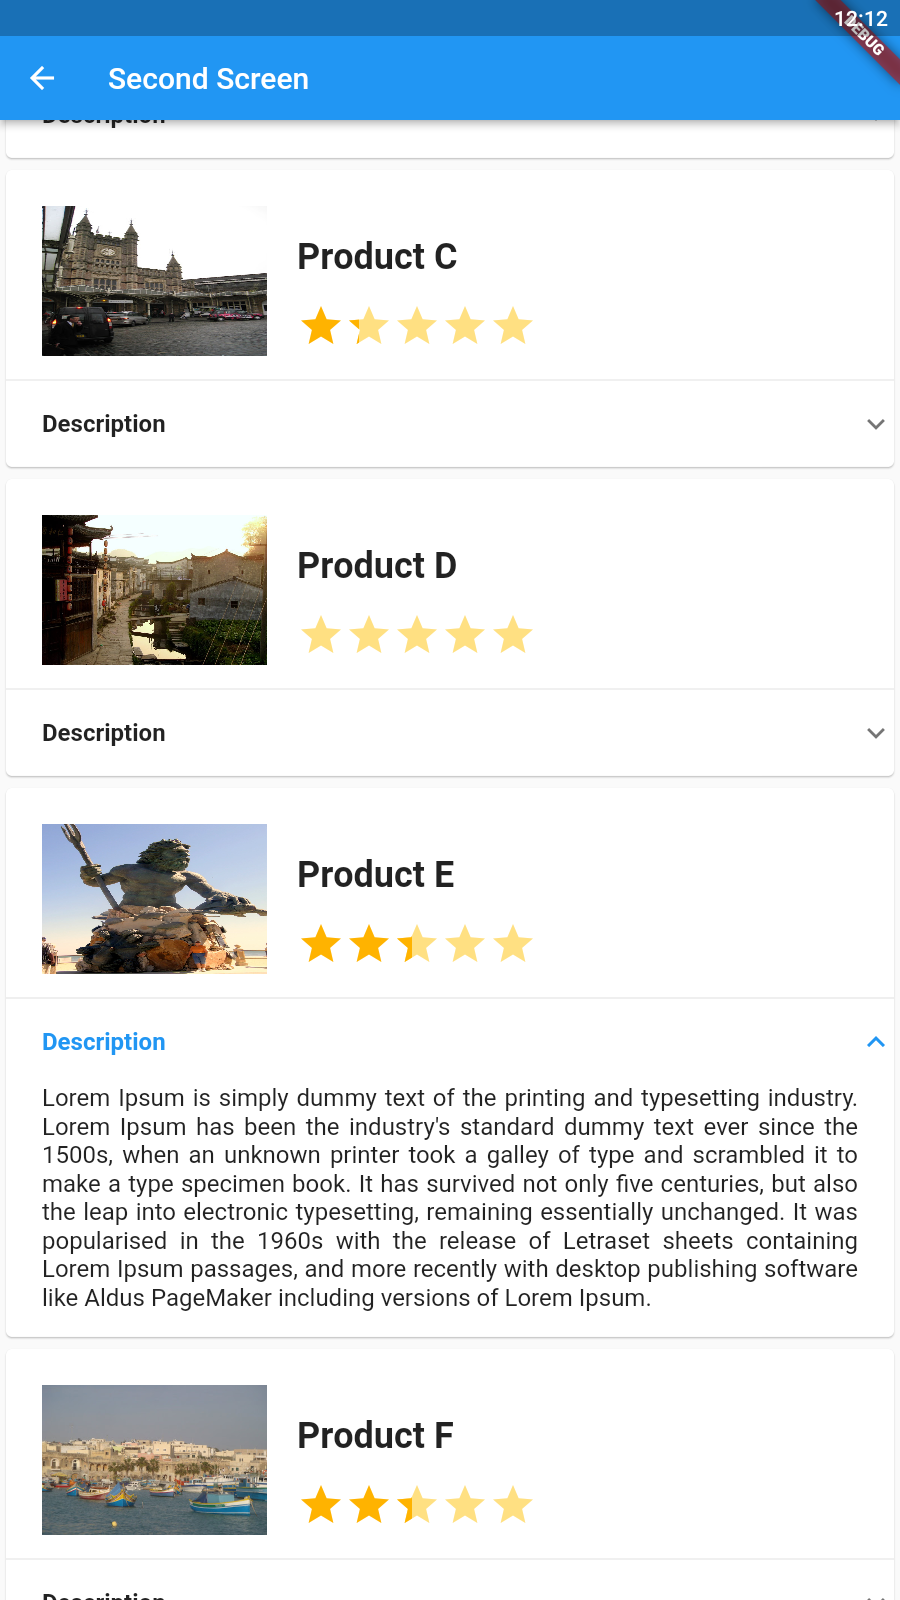 12:12
DEBUG
Second Screen
Description
Product C
Description
Product D
Description
Product E
Description
Lorem Ipsum is simply dummy text of the printing and typesetting industry.
Lorem Ipsum has been the industry's standard dummy text ever since the
1500s, when an unknown printer took a galley of type and scrambled it to
make a type specimen book. It has survived not only five centuries, but also
the leap into electronic typesetting, remaining essentially unchanged. It was
popularised in the 1960s with the release of Letraset sheets containing
Lorem Ipsum passages, and more recently with desktop publishing software
like Aldus PageMaker including versions of Lorem Ipsum.
Product F
Description